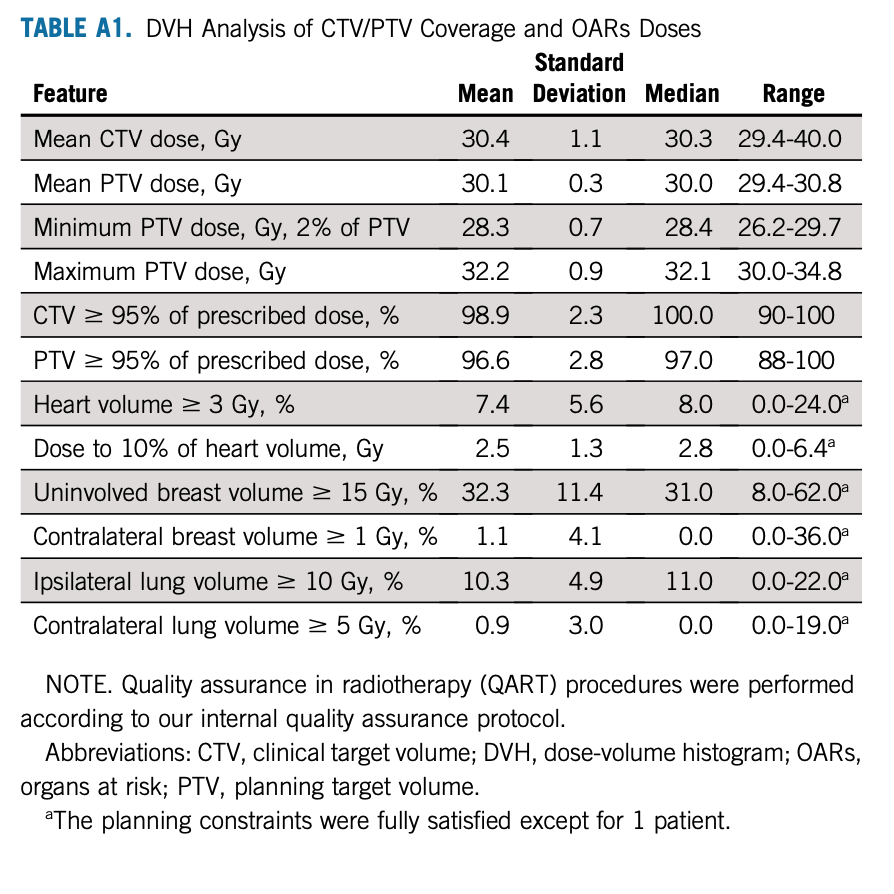 TABLE A1. DVH Analysis of CTV/PTV Coverage and OARs Doses
Feature Mean Standard Deviation Median Range
Mean CTV dose, Gy 30.4 1.1 30.3 29.4-40.0
Mean PTV dose, Gy 30.1 0.3 30.0 29.4-30.8
Minimum PTV dose, Gy, 2% of PTV 28.3 0.7 28.4 26.2-29.7
Maximum PTV dose, Gy 32.2 0.9 32.1 30.0-34.8
CTV ≥ 95% of prescribed dose, % 98.9 2.3 100.0 90-100
PTV ≥ 95% of prescribed dose, % 96.6 2.8 97.0 88-100
Heart volume ≥ 3 Gy, % 7.4 5.6 8.0 0.0-24.0ᵃ
Dose to 10% of heart volume, Gy 2.5 1.3 2.8 0.0-6.4ᵃ
Uninvolved breast volume ≥ 15 Gy, % 32.3 11.4 31.0 8.0-62.0ᵃ
Contralateral breast volume ≥ 1 Gy, % 1.1 4.1 0.0 0.0-36.0ᵃ
Ipsilateral lung volume ≥ 10 Gy, % 10.3 4.9 11.0 0.0-22.0ᵃ
Contralateral lung volume ≥ 5 Gy, % 0.9 3.0 0.0 0.0-19.0ᵃ
NOTE. Quality assurance in radiotherapy (QART) procedures were performed
according to our internal quality assurance protocol.
Abbreviations: CTV, clinical target volume; DVH, dose-volume histogram; OARs,
organs at risk; PTV, planning target volume.
ᵃThe planning constraints were fully satisfied except for 1 patient.